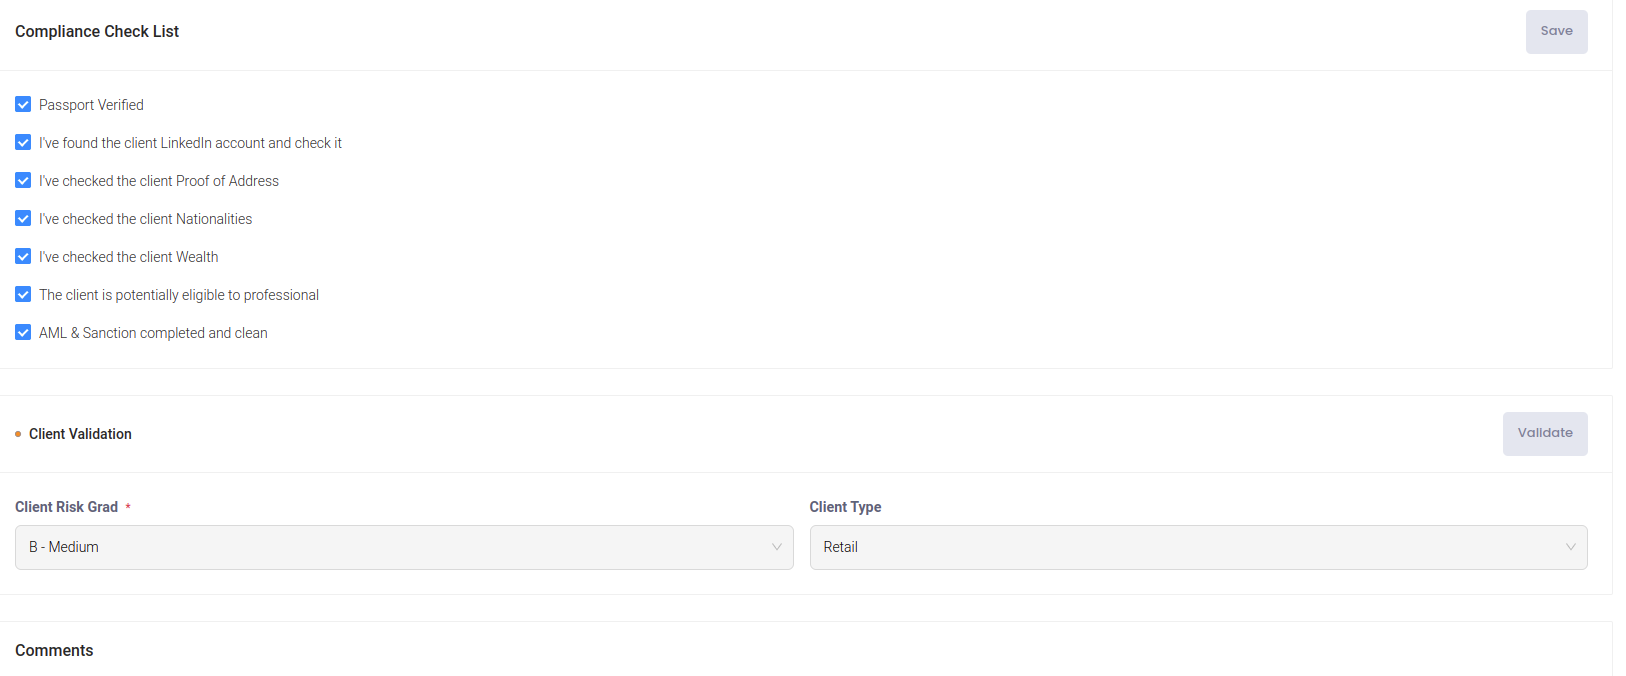 Compliance Check List
Save
Passport Verified
I've found the client LinkedIn account and check it
I've checked the client Proof of Address
I've checked the client Nationalities
I've checked the client Wealth
The client is potentially eligible to professional
AML & Sanction completed and clean
Client Validation
Validate
Client Risk Grad *
Client Type
B - Medium
Retail
Comments